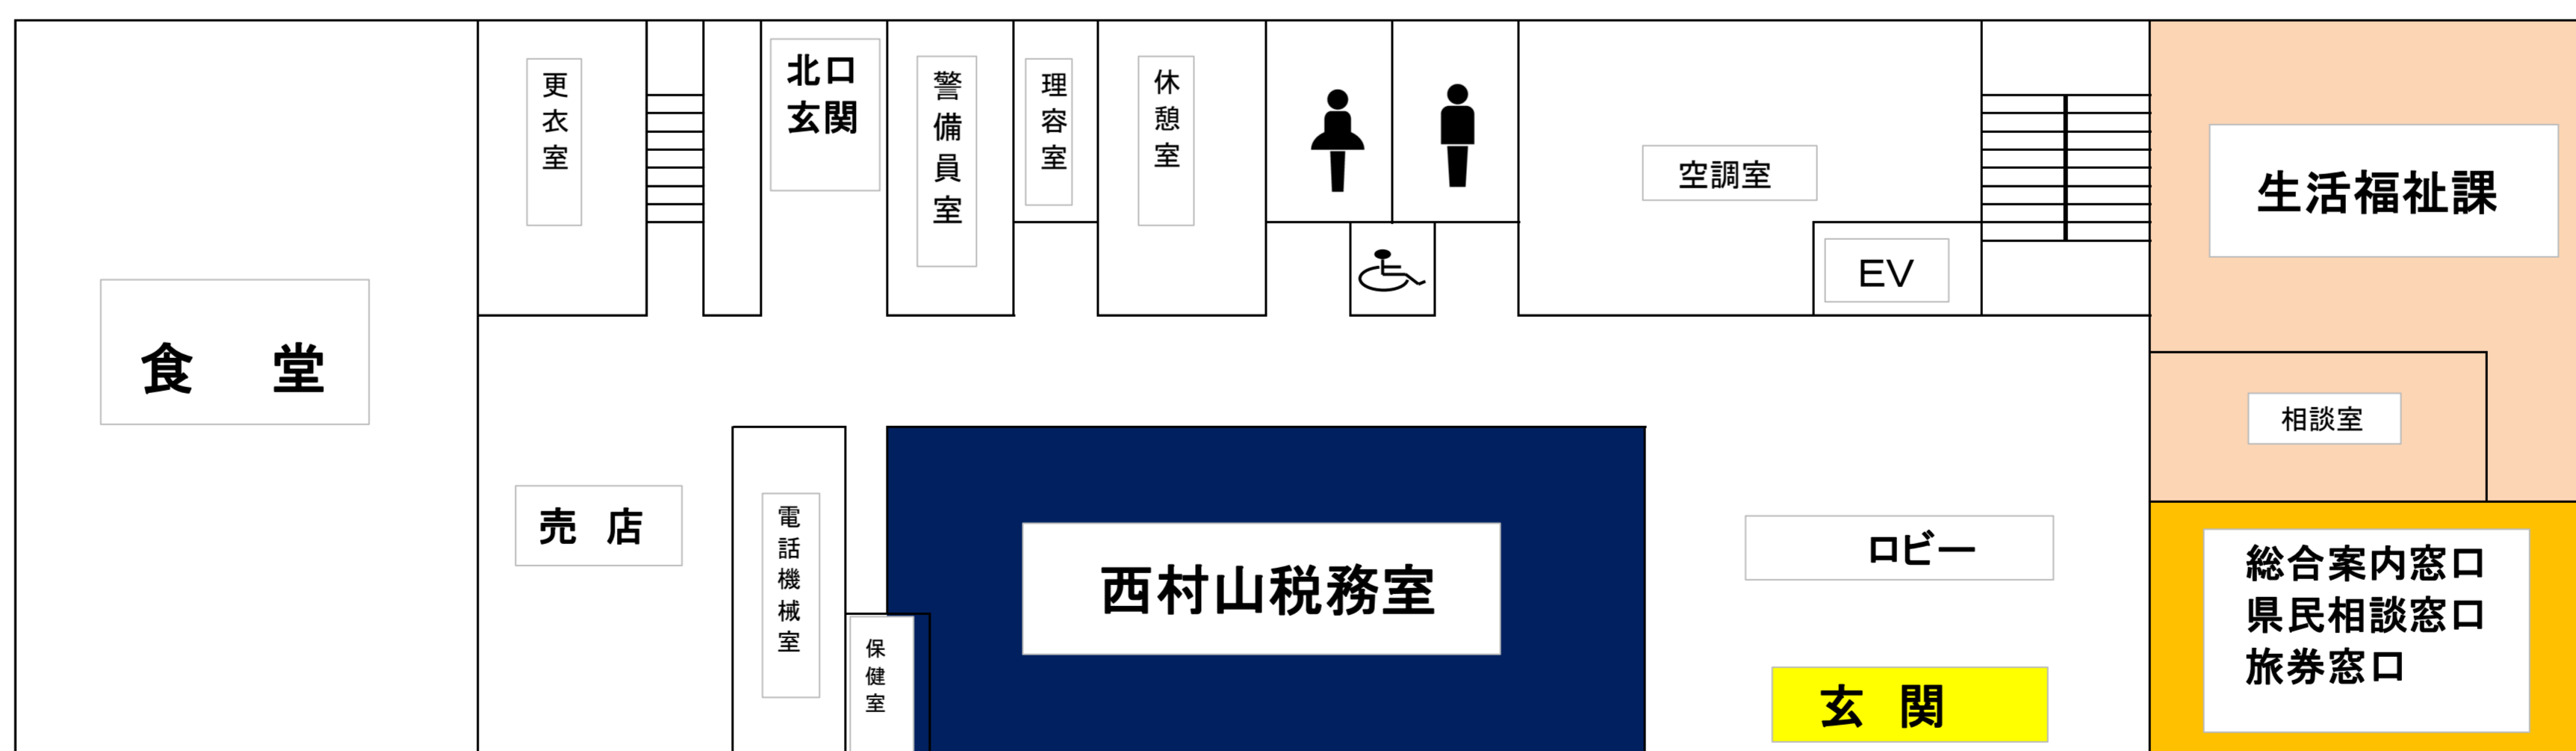 更衣室
北口
玄関
警備員室
理容室
休憩室
空調室
EV
生活福祉課
食　堂
相談室
売 店
電話機械室
保健室
西村山税務室
ロビー
玄 関
総合案内窓口
県民相談窓口
旅券窓口